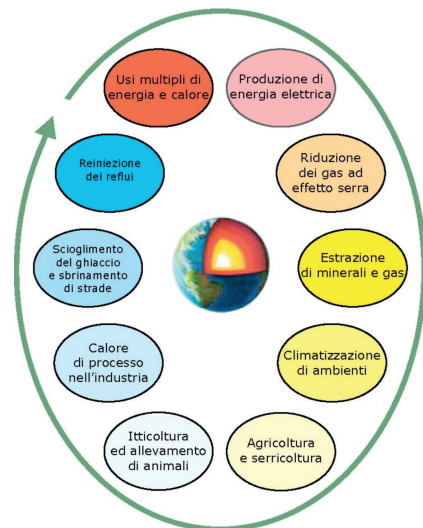 Usi multipli di
energia e calore
Produzione di
energia elettrica
Riduzione
dei gas ad
effetto serra
Estrazione
di minerali e gas
Climatizzazione
di ambienti
Agricoltura
e serricoltura
Itticoltura
ed allevamento
di animali
Calore
di processo
nell'industria
Scioglimento
del ghiaccio
e sbrinamento
di strade
Reiniezione
dei reflui